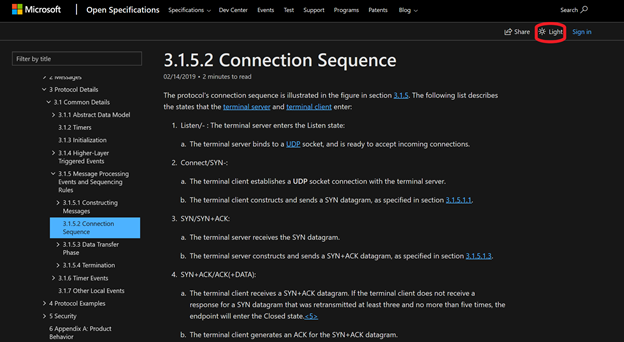 Microsoft
Open Specifications
Specifications
Dev Center
Events
Test
Support
Programs
Patents
Blog
Search
Share
Light
Sign in
Filter by title
2 Messages
3 Protocol Details
3.1 Common Details
3.1.1 Abstract Data Model
3.1.2 Timers
3.1.3 Initialization
3.1.4 Higher-Layer
Triggered Events
3.1.5 Message Processing
Events and Sequencing
Rules
3.1.5.1 Constructing
Messages
3.1.5.2 Connection
Sequence
3.1.5.3 Data Transfer
Phase
3.1.5.4 Termination
3.1.6 Timer Events
3.1.7 Other Local Events
4 Protocol Examples
5 Security
6 Appendix A: Product
Behavior
3.1.5.2 Connection Sequence
02/14/2019 • 2 minutes to read
The protocol's connection sequence is illustrated in the figure in section 3.1.5. The following list describes
the states that the terminal server and terminal client enter:
1. Listen/- : The terminal server enters the Listen state:
a. The terminal server binds to a UDP socket, and is ready to accept incoming connections.
2. Connect/SYN-:
a. The terminal client establishes a UDP socket connection with the terminal server.
b. The terminal client constructs and sends a SYN datagram, as specified in section 3.1.5.1.1.
3. SYN/SYN+ACK:
a. The terminal server receives the SYN datagram.
b. The terminal server constructs and sends a SYN+ACK datagram, as specified in section 3.1.5.1.3.
4. SYN+ACK/ACK(+DATA):
a. The terminal client receives a SYN+ACK datagram. If the terminal client does not receive a
response for a SYN datagram that was retransmitted at least three and no more than five times, the
endpoint will enter the Closed state.<5>
b. The terminal client generates an ACK for the SYN+ACK datagram.